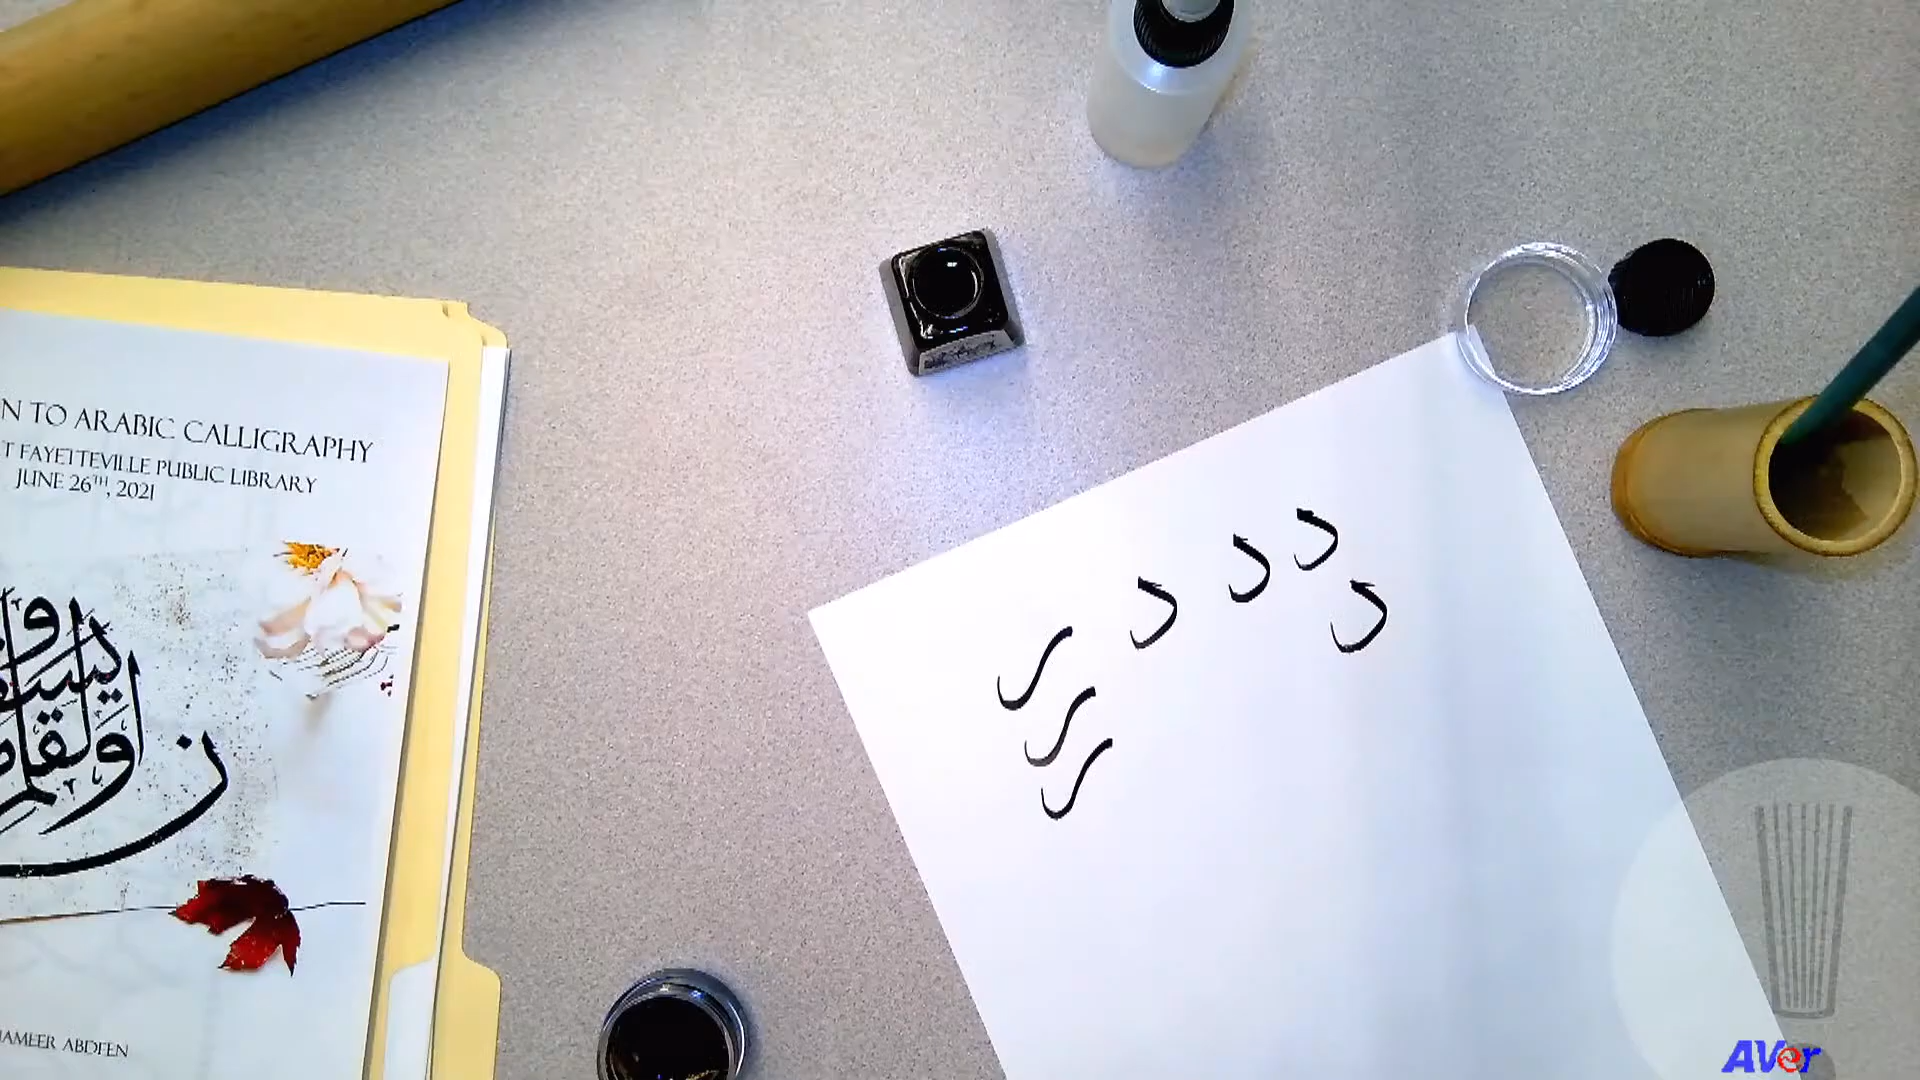 N TO ARABIC CALLIGRAPHY
T FAYETTEVILLE PUBLIC LIBRARY
JUNE 26TH, 2021
ن
AMEER ABDEEN
د د د ر
د ر
ر
AVer